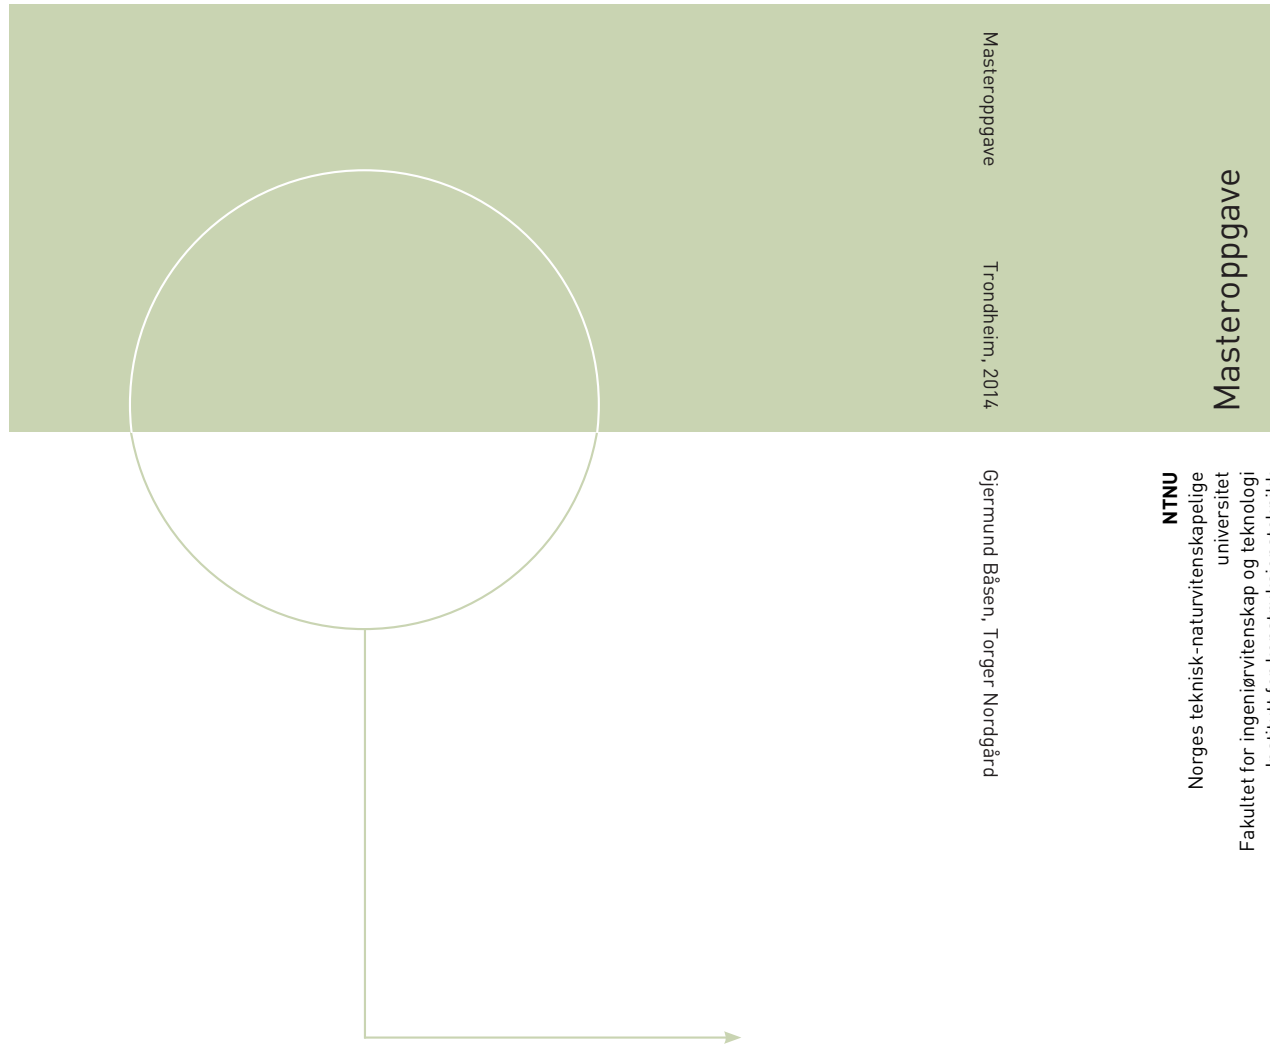 Masteroppgave
Trondheim, 2014
Gjermund Båsen, Torger Nordgård
Masteroppgave
NTNU
Norges teknisk-naturvitenskapelige
universitet
Fakultet for ingeniørvitenskap og teknologi